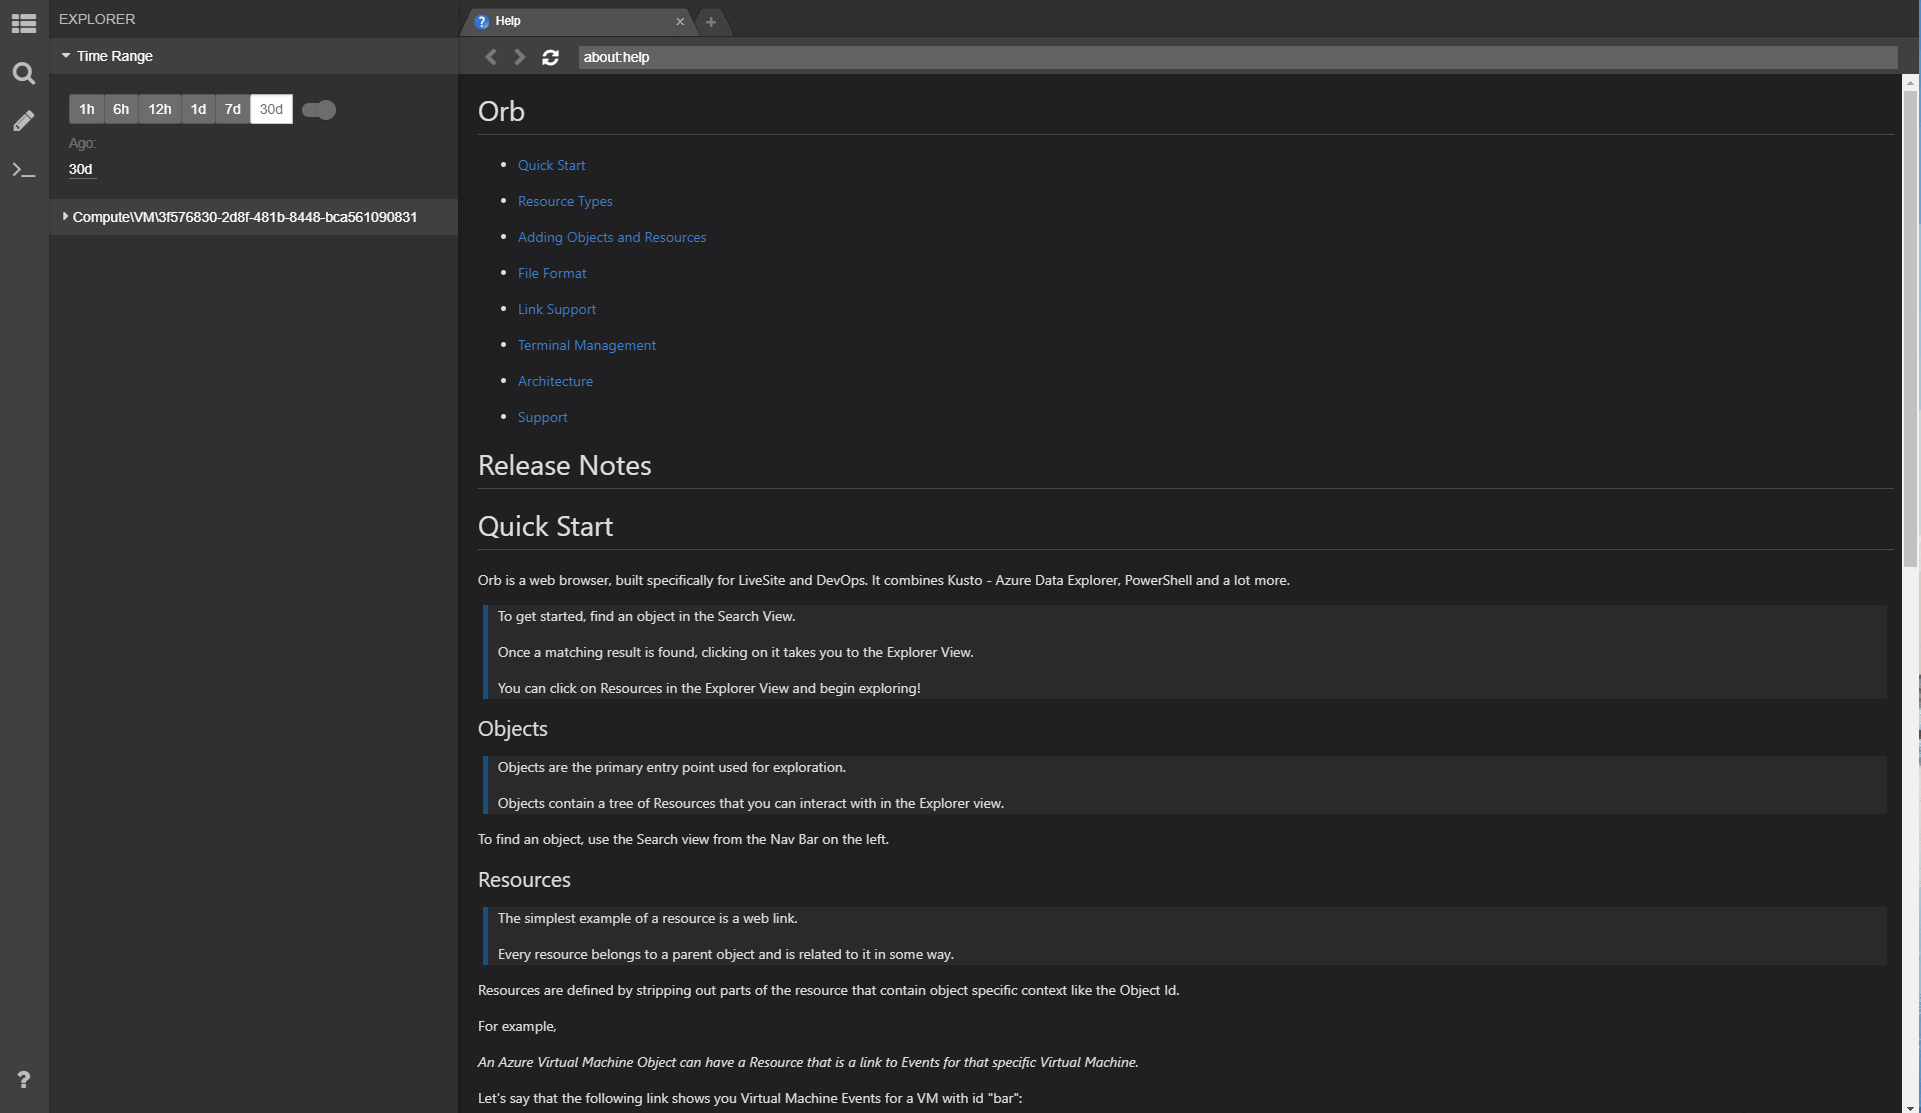 EXPLORER
Time Range
1h 6h 12h 1d 7d 30d
Ago:
30d
Compute\VM\3f576830-2d8f-481b-8448-bca561090831
Help
about:help
Orb
Quick Start
Resource Types
Adding Objects and Resources
File Format
Link Support
Terminal Management
Architecture
Support
Release Notes
Quick Start
Orb is a web browser, built specifically for LiveSite and DevOps. It combines Kusto - Azure Data Explorer, PowerShell and a lot more.
To get started, find an object in the Search View.
Once a matching result is found, clicking on it takes you to the Explorer View.
You can click on Resources in the Explorer View and begin exploring!
Objects
Objects are the primary entry point used for exploration.
Objects contain a tree of Resources that you can interact with in the Explorer view.
To find an object, use the Search view from the Nav Bar on the left.
Resources
The simplest example of a resource is a web link.
Every resource belongs to a parent object and is related to it in some way.
Resources are defined by stripping out parts of the resource that contain object specific context like the Object Id.
For example,
An Azure Virtual Machine Object can have a Resource that is a link to Events for that specific Virtual Machine.
Let's say that the following link shows you Virtual Machine Events for a VM with id "bar":